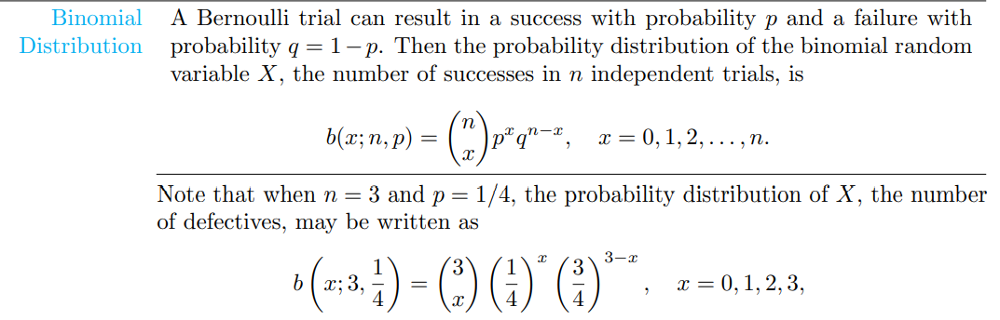 Binomial
Distribution
A Bernoulli trial can result in a success with probability p and a failure with
probability q = 1 − p. Then the probability distribution of the binomial random
variable X, the number of successes in n independent trials, is
b(x; n, p) = \binom{n}{x} p^x q^{n−x}, x = 0, 1, 2, . . . , n.
Note that when n = 3 and p = 1/4, the probability distribution of X, the number
of defectives, may be written as
b\left(x; 3, \frac{1}{4}\right) = \binom{3}{x} \left(\frac{1}{4}\right)^x \left(\frac{3}{4}\right)^{3−x}, x = 0, 1, 2, 3,